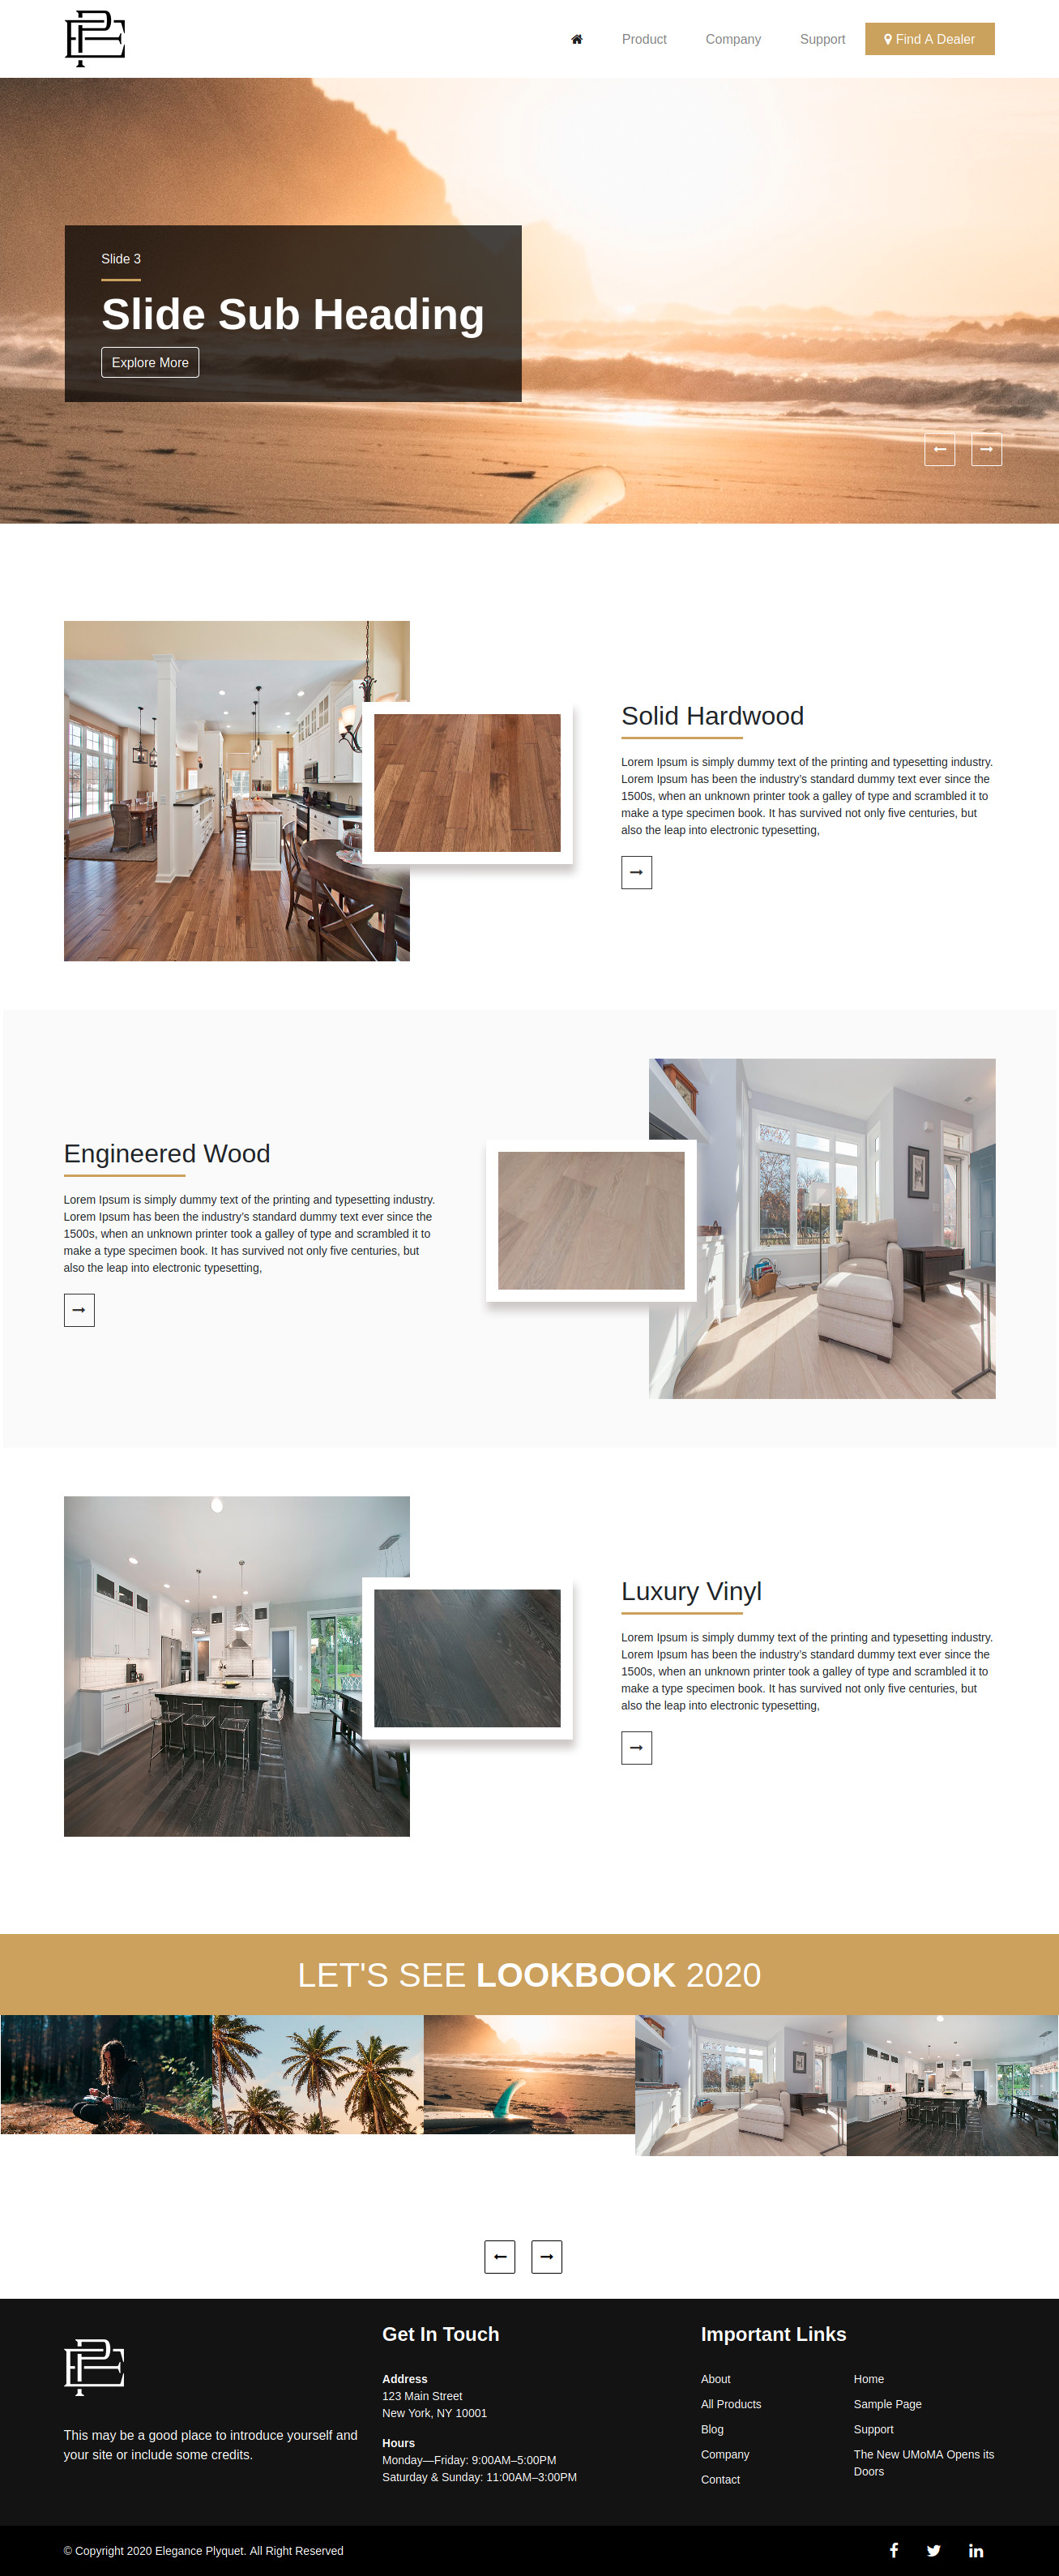 Product Company Support Find A Dealer
Slide 3
Slide Sub Heading
Explore More
Solid Hardwood
Lorem Ipsum is simply dummy text of the printing and typesetting industry.
Lorem Ipsum has been the industry's standard dummy text ever since the
1500s, when an unknown printer took a galley of type and scrambled it to
make a type specimen book. It has survived not only five centuries, but
also the leap into electronic typesetting,
Engineered Wood
Lorem Ipsum is simply dummy text of the printing and typesetting industry.
Lorem Ipsum has been the industry's standard dummy text ever since the
1500s, when an unknown printer took a galley of type and scrambled it to
make a type specimen book. It has survived not only five centuries, but
also the leap into electronic typesetting,
Luxury Vinyl
Lorem Ipsum is simply dummy text of the printing and typesetting industry.
Lorem Ipsum has been the industry's standard dummy text ever since the
1500s, when an unknown printer took a galley of type and scrambled it to
make a type specimen book. It has survived not only five centuries, but
also the leap into electronic typesetting,
LET'S SEE LOOKBOOK 2020
This may be a good place to introduce yourself and
your site or include some credits.
Get In Touch
Address
123 Main Street
New York, NY 10001
Hours
Monday—Friday: 9:00AM–5:00PM
Saturday & Sunday: 11:00AM–3:00PM
Important Links
About
All Products
Blog
Company
Contact
Home
Sample Page
Support
The New UMoMA Opens its
Doors
© Copyright 2020 Elegance Plyquet. All Right Reserved